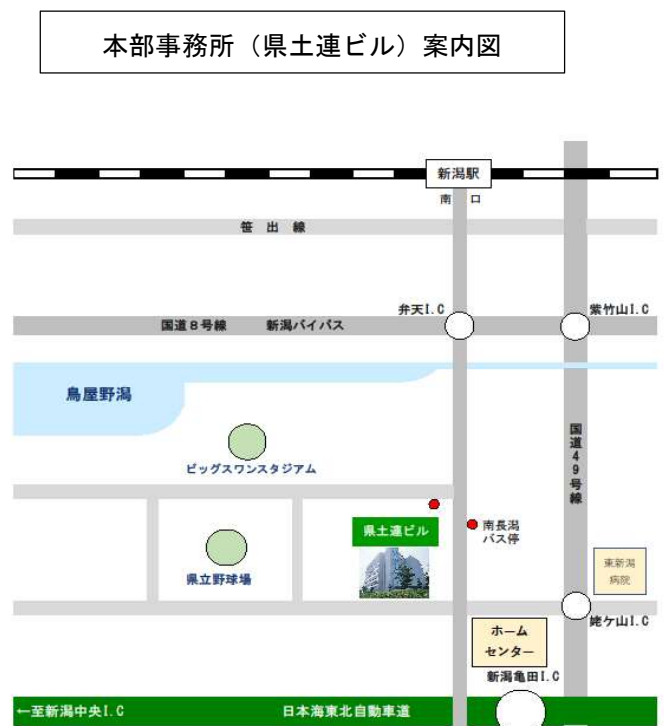 本部事務所（県土連ビル）案内図
新潟駅
南 口
笹 出 線
弁天I.C
紫竹山I.C
国道８号線 新潟バイパス
鳥屋野潟
国道49号線
ビッグスワンスタジアム
県土連ビル
南長潟
バス停
東新潟
病院
県立野球場
姥ケ山I.C
ホーム
センター
新潟亀田I.C
←至新潟中央I.C
日本海東北自動車道